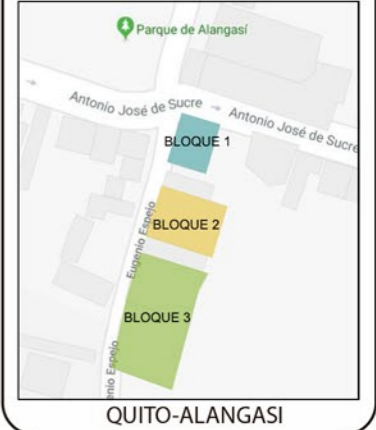 Parque de Alangasí
Antonio José de Sucre
Antonio José de Sucre
BLOQUE 1
Eugenio Espejo
BLOQUE 2
BLOQUE 3
enio Espejo
QUITO-ALANGASI